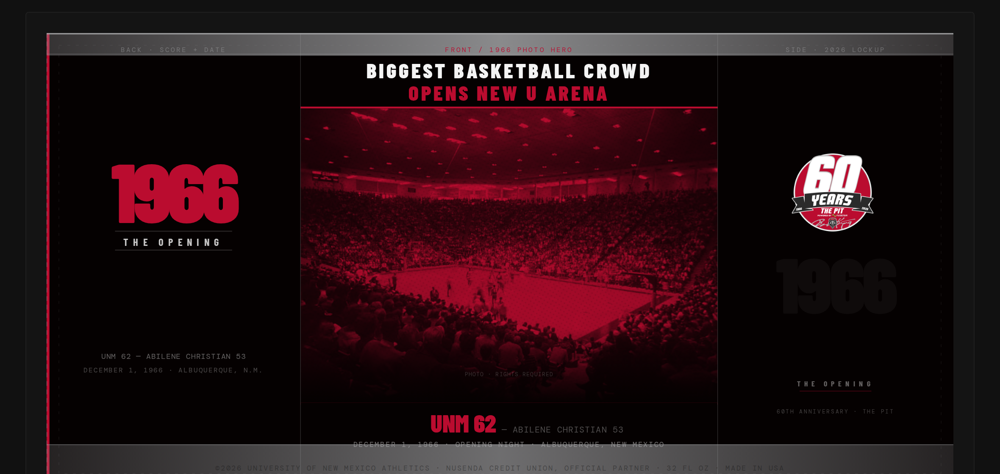 BACK · SCORE + DATE
FRONT / 1966 PHOTO HERO
SIDE · 2026 LOCKUP
BIGGEST BASKETBALL CROWD
OPENS NEW U ARENA
1966
THE OPENING
UNM 62 — ABILENE CHRISTIAN 53
DECEMBER 1, 1966 · ALBUQUERQUE, N.M.
PHOTO · RIGHTS REQUIRED
UNM 62 — ABILENE CHRISTIAN 53
DECEMBER 1, 1966 · OPENING NIGHT · ALBUQUERQUE, NEW MEXICO
60
YEARS
1966
2026
THE PIT
POWERED BY NUSENDA
1966
THE OPENING
60TH ANNIVERSARY · THE PIT
©2026 UNIVERSITY OF NEW MEXICO ATHLETICS · NUSENDA CREDIT UNION, OFFICIAL PARTNER · 32 FL OZ · MADE IN USA